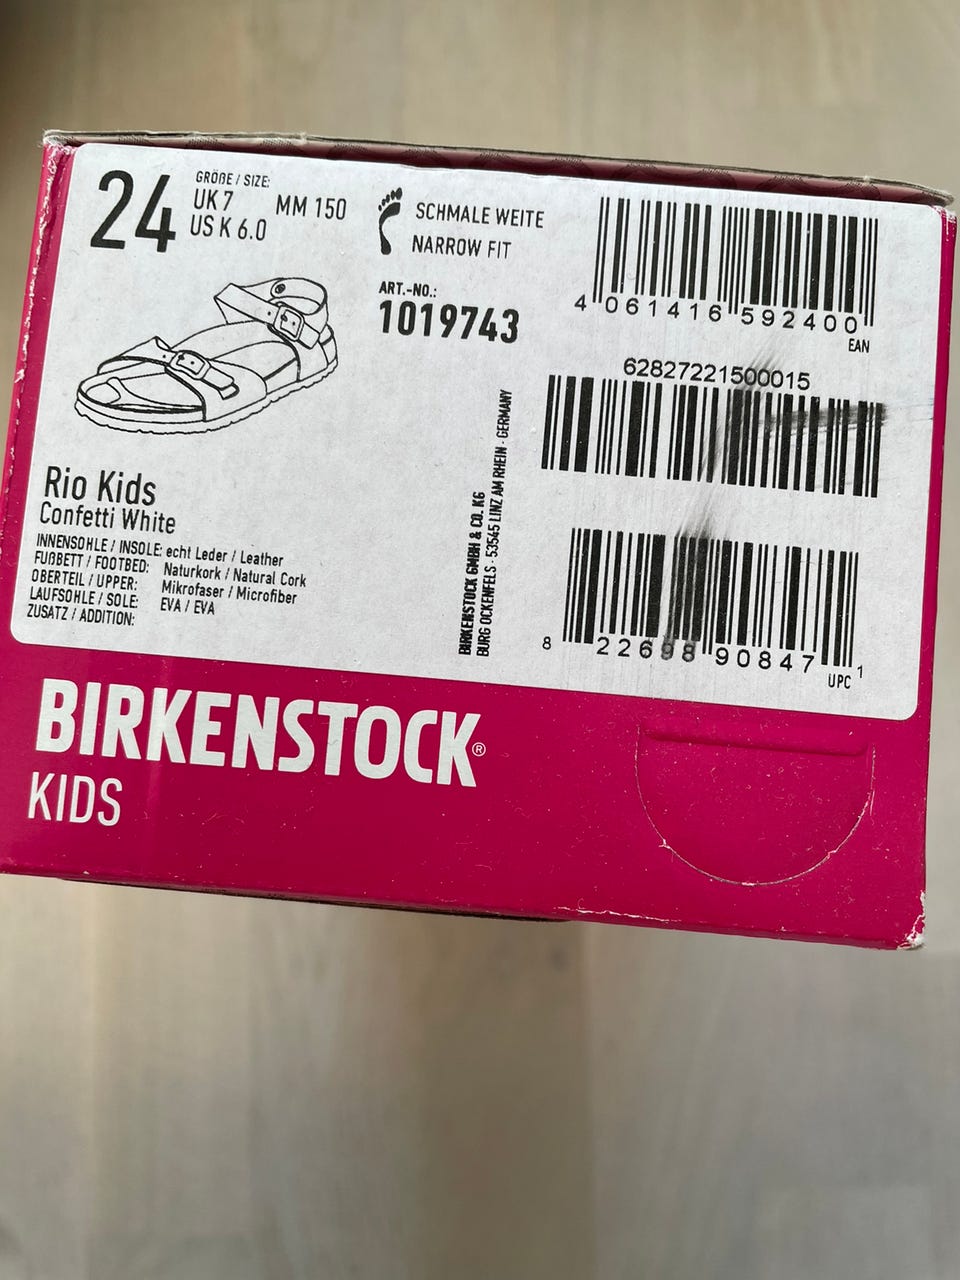 24
GRÖßE / SIZE:
UK 7
US K 6.0
MM 150
SCHMALE WEITE
NARROW FIT
ART.-NO.:
1019743
4 061416 592400
EAN
62827221500015
8 22698 90847 1
UPC
Rio Kids
Confetti White
INNENSOHLE / INSOLE: echt Leder / Leather
FUßBETT / FOOTBED: Naturkork / Natural Cork
OBERTEIL / UPPER: Mikrofaser / Microfiber
LAUFSOHLE / SOLE: EVA / EVA
ZUSATZ / ADDITION:
BIRKENSTOCK GMBH & CO. KG
BURG OCKENFELS · 53545 LINZ AM RHEIN · GERMANY
BIRKENSTOCK®
KIDS